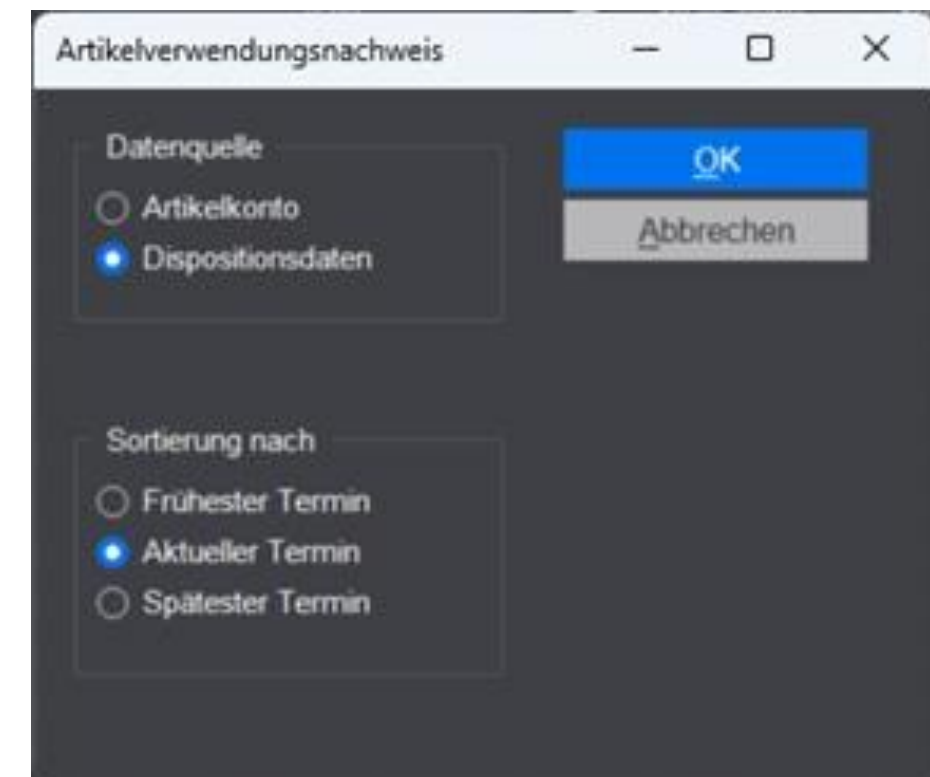 Artikelverwendungsnachweis
Datenquelle
OK
Artikelkonto
Abbrechen
Dispositionsdaten
Sortierung nach
Frühester Termin
Aktueller Termin
Spätester Termin